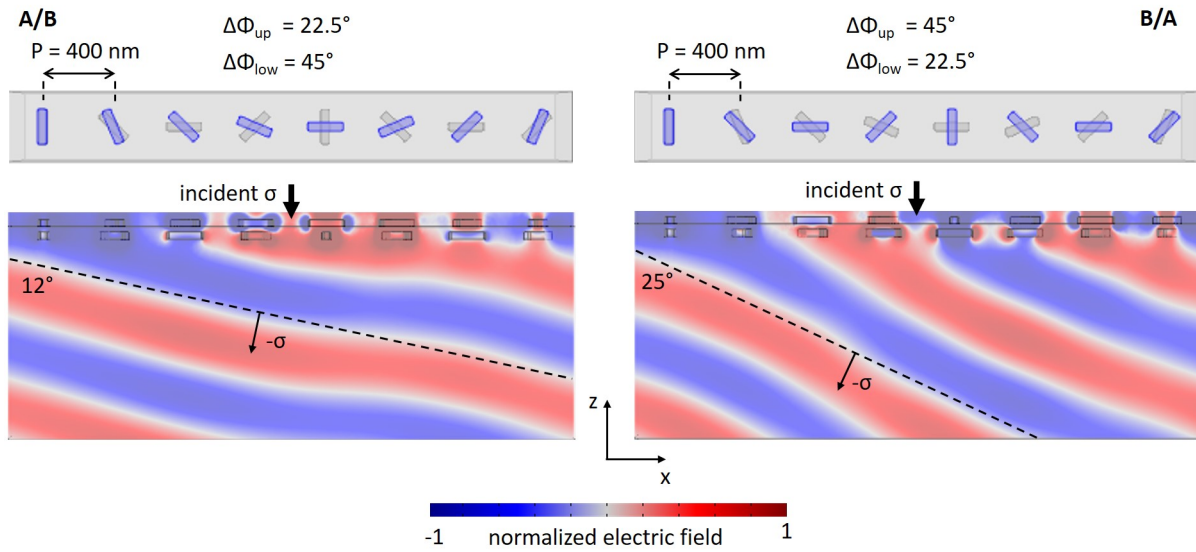 A/B
ΔΦup = 22.5°
P = 400 nm
ΔΦlow = 45°
incident σ
12°
-σ
B/A
ΔΦup = 45°
P = 400 nm
ΔΦlow = 22.5°
incident σ
25°
-σ
z
x
-1 normalized electric field 1